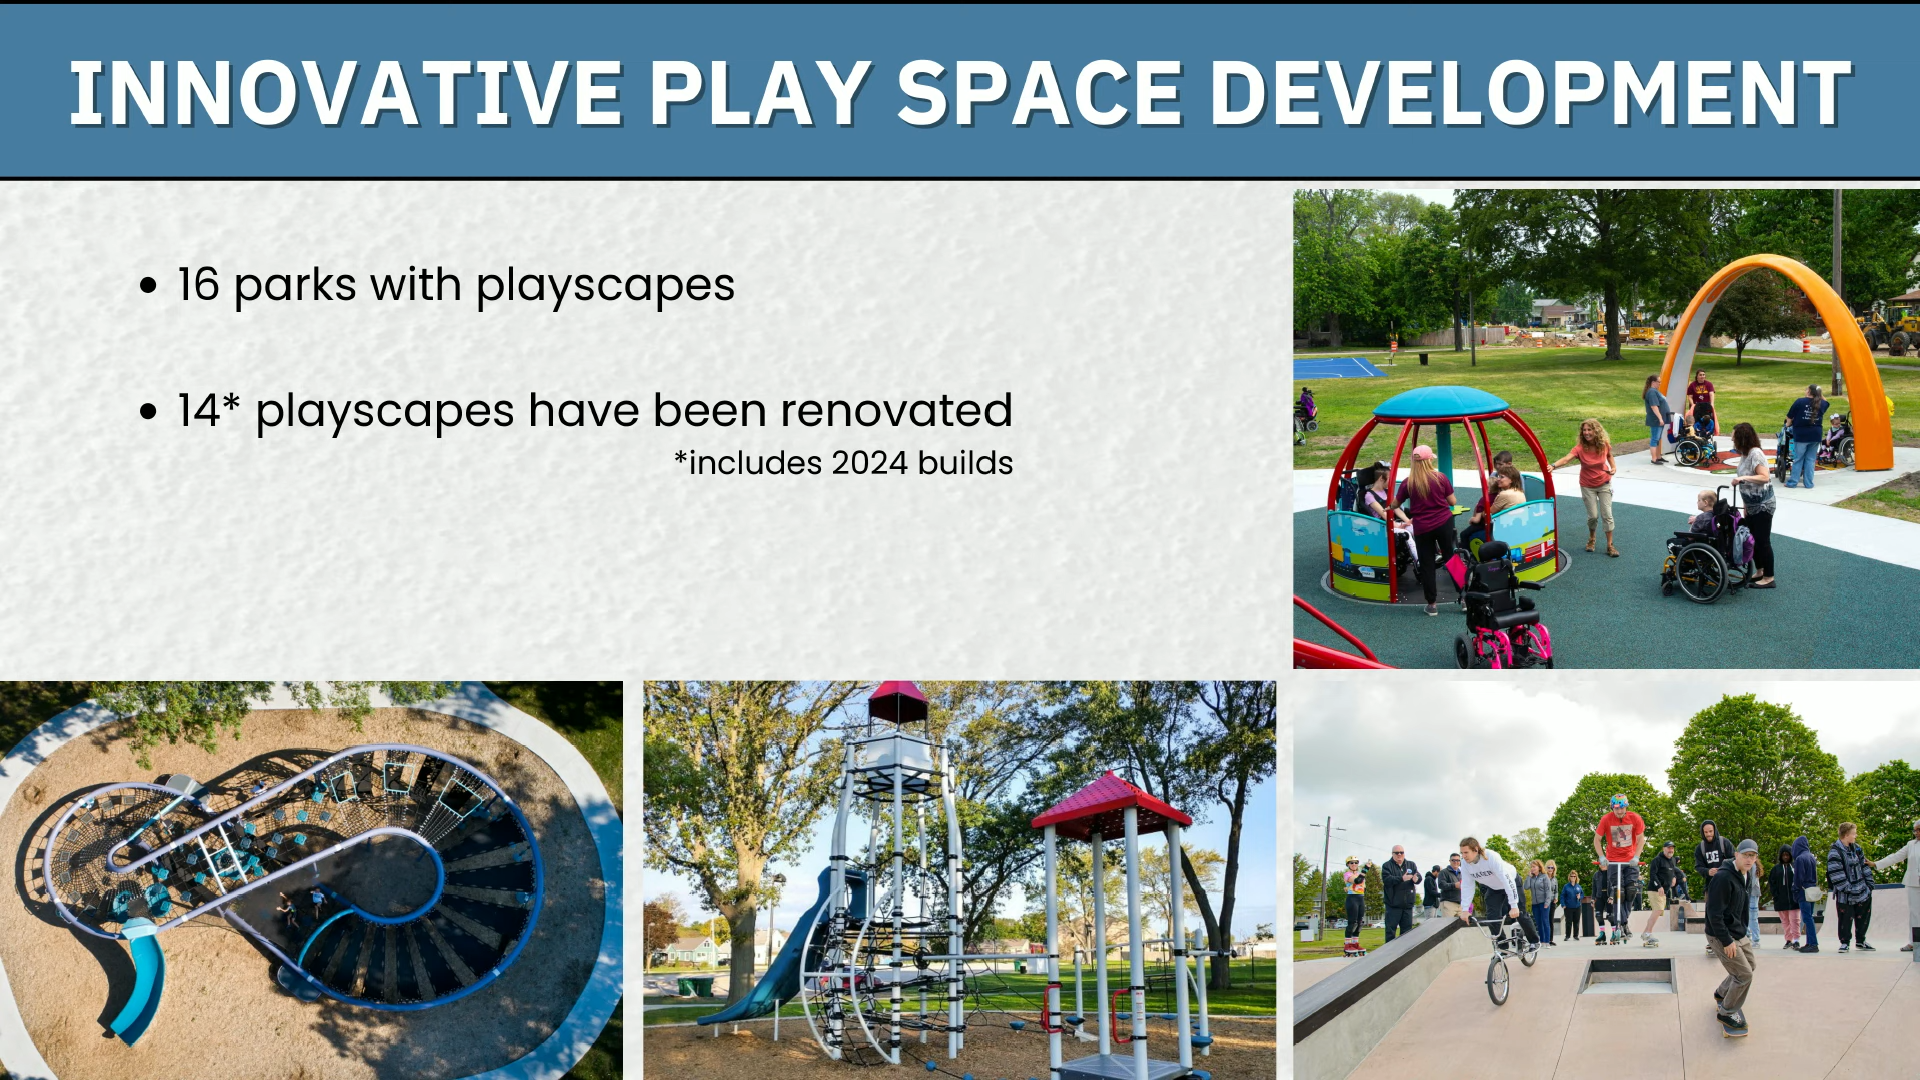 INNOVATIVE PLAY SPACE DEVELOPMENT
• 16 parks with playscapes
• 14* playscapes have been renovated
*includes 2024 builds